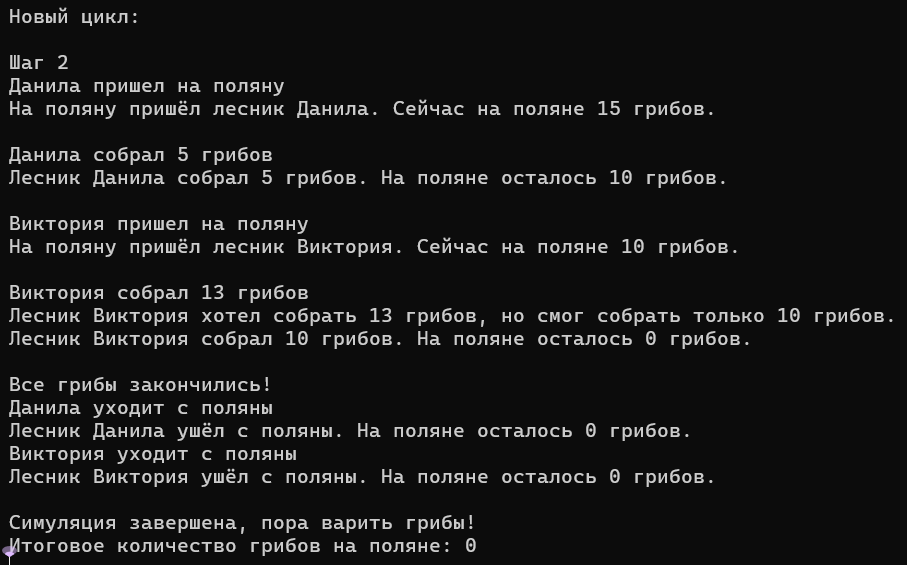 Новый цикл:
Шаг 2
Данила пришел на поляну
На поляну пришёл лесник Данила. Сейчас на поляне 15 грибов.
Данила собрал 5 грибов
Лесник Данила собрал 5 грибов. На поляне осталось 10 грибов.
Виктория пришел на поляну
На поляну пришёл лесник Виктория. Сейчас на поляне 10 грибов.
Виктория собрал 13 грибов
Лесник Виктория хотел собрать 13 грибов, но смог собрать только 10 грибов.
Лесник Виктория собрал 10 грибов. На поляне осталось 0 грибов.
Все грибы закончились!
Данила уходит с поляны
Лесник Данила ушёл с поляны. На поляне осталось 0 грибов.
Виктория уходит с поляны
Лесник Виктория ушёл с поляны. На поляне осталось 0 грибов.
Симуляция завершена, пора варить грибы!
Итоговое количество грибов на поляне: 0